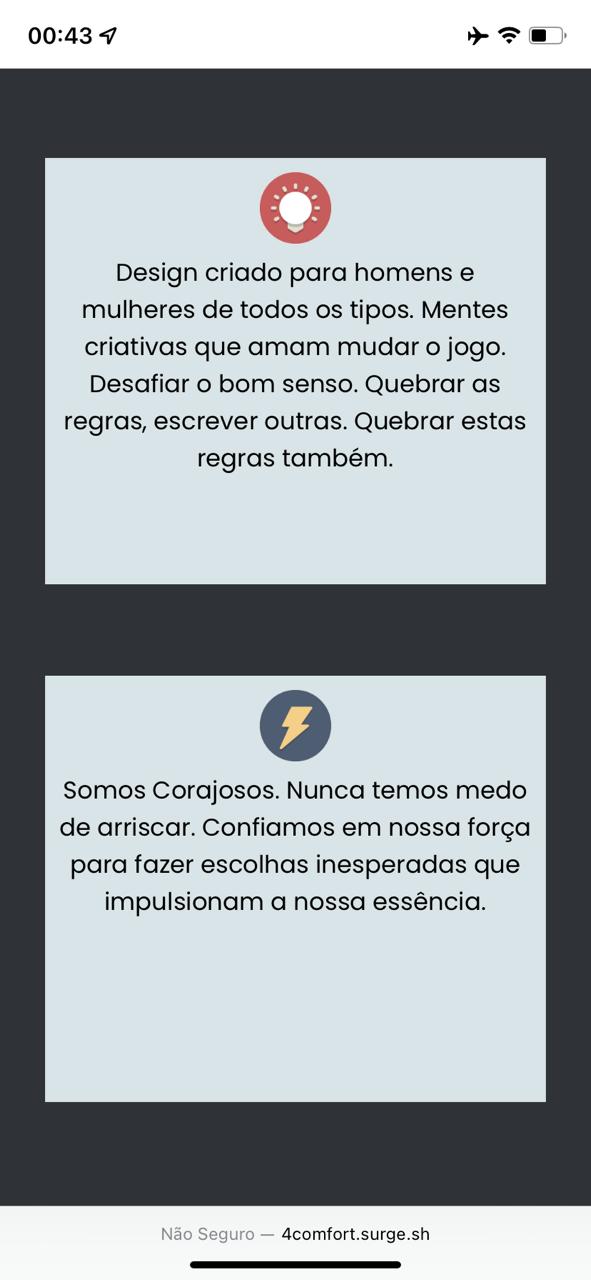 00:43
Design criado para homens e
mulheres de todos os tipos. Mentes
criativas que amam mudar o jogo.
Desafiar o bom senso. Quebrar as
regras, escrever outras. Quebrar estas
regras também.
Somos Corajosos. Nunca temos medo
de arriscar. Confiamos em nossa força
para fazer escolhas inesperadas que
impulsionam a nossa essência.
Não Seguro — 4comfort.surge.sh